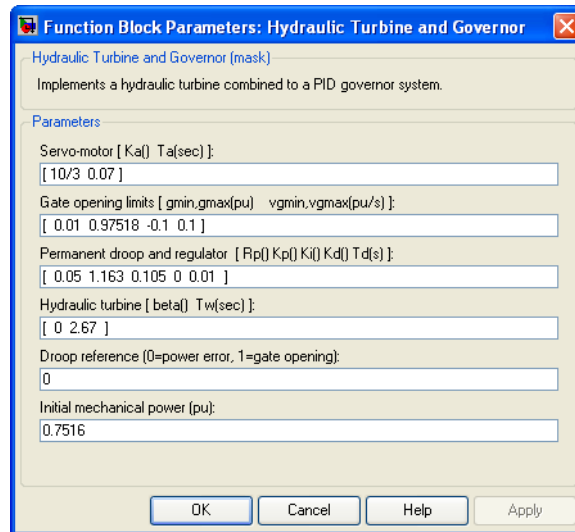 Function Block Parameters: Hydraulic Turbine and Governor
Hydraulic Turbine and Governor (mask)
Implements a hydraulic turbine combined to a PID governor system.
Parameters
Servo-motor [ Ka()  Ta(sec) ]:
[ 10/3  0.07 ]
Gate opening limits [ gmin,gmax(pu)    vgmin,vgmax(pu/s) ]:
[  0.01  0.97518  -0.1  0.1 ]
Permanent droop and regulator  [ Rp() Kp() Ki() Kd() Td(s) ]:
[  0.05  1.163  0.105  0  0.01  ]
Hydraulic turbine [ beta()  Tw(sec) ]:
[  0  2.67  ]
Droop reference (0=power error, 1=gate opening):
0
Initial mechanical power (pu):
0.7516
OK Cancel Help Apply